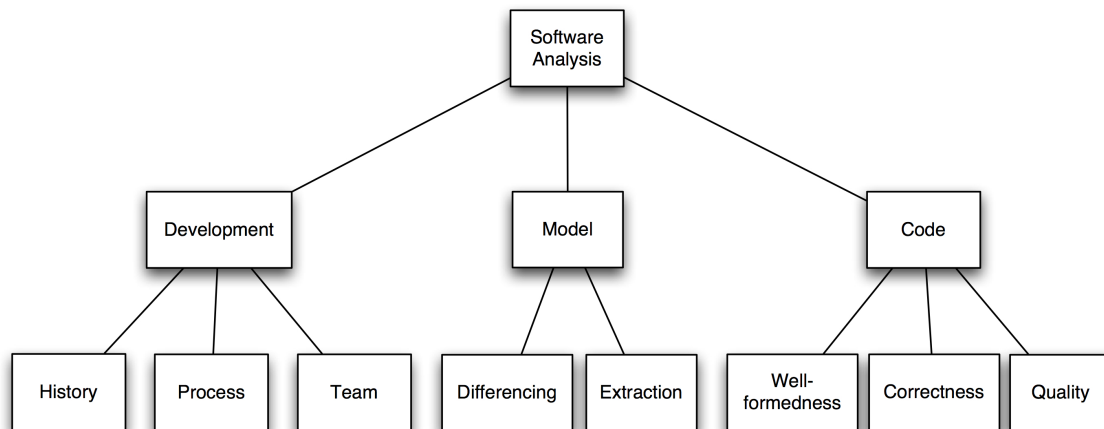 Software
Analysis
Development
Model
Code
History
Process
Team
Differencing
Extraction
Well-
formedness
Correctness
Quality